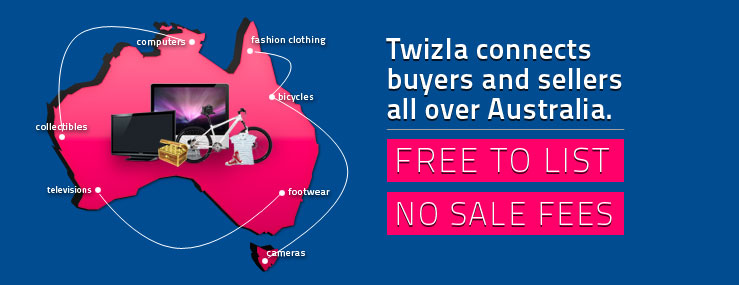 computers
fashion clothing
bicycles
collectibles
televisions
footwear
cameras
Twizla connects
buyers and sellers
all over Australia.
FREE TO LIST
NO SALE FEES